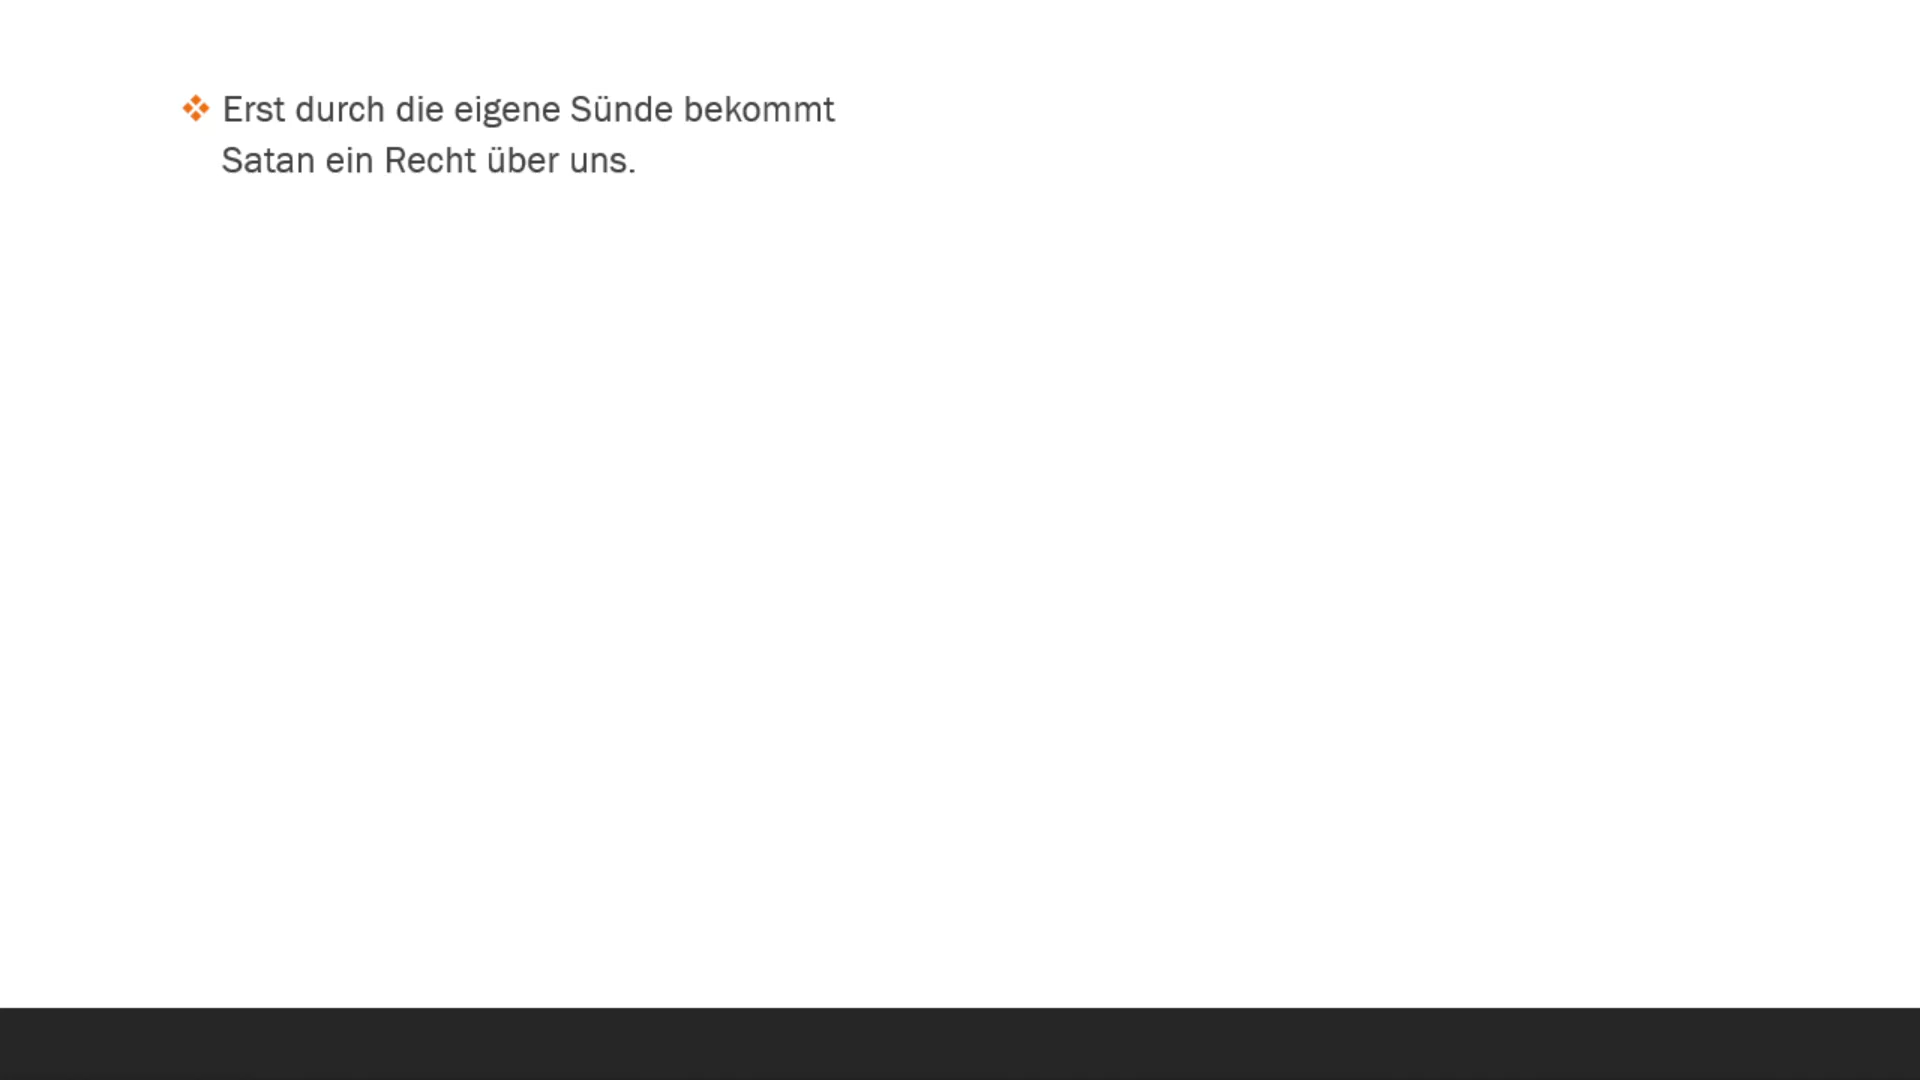 ❖ Erst durch die eigene Sünde bekommt
Satan ein Recht über uns.